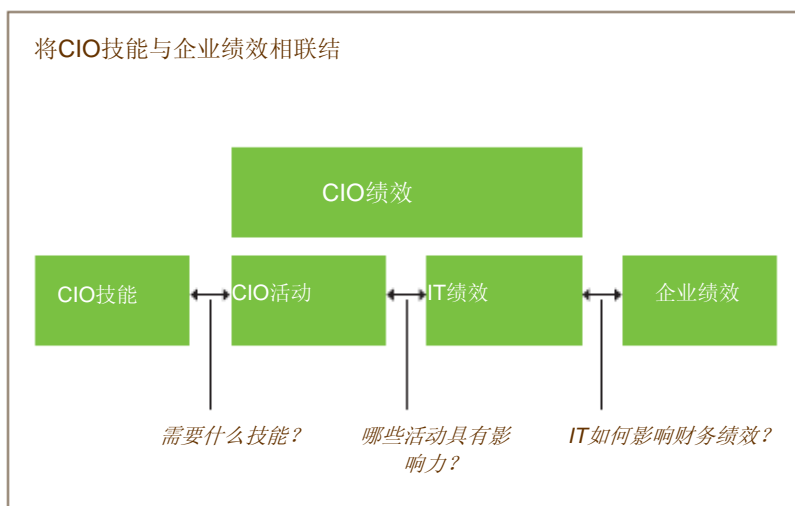 将CIO技能与企业绩效相联结
CIO绩效
CIO技能
CIO活动
IT绩效
企业绩效
需要什么技能？
哪些活动具有影
响力？
IT如何影响财务绩效？